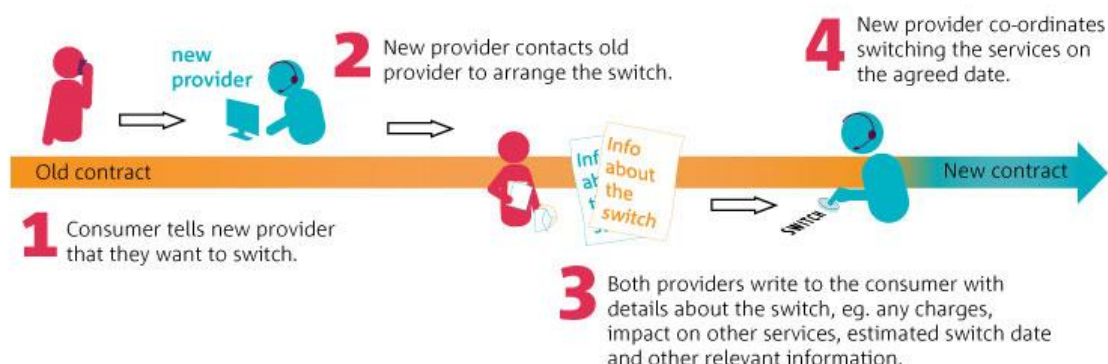 new
provider
2 New provider contacts old
provider to arrange the switch.
4 New provider co-ordinates
switching the services on
the agreed date.
Old contract
Info
about
the
switch
Inf
SWITCH
New contract
1 Consumer tells new provider
that they want to switch.
3 Both providers write to the consumer with
details about the switch, eg. any charges,
impact on other services, estimated switch date
and other relevant information.